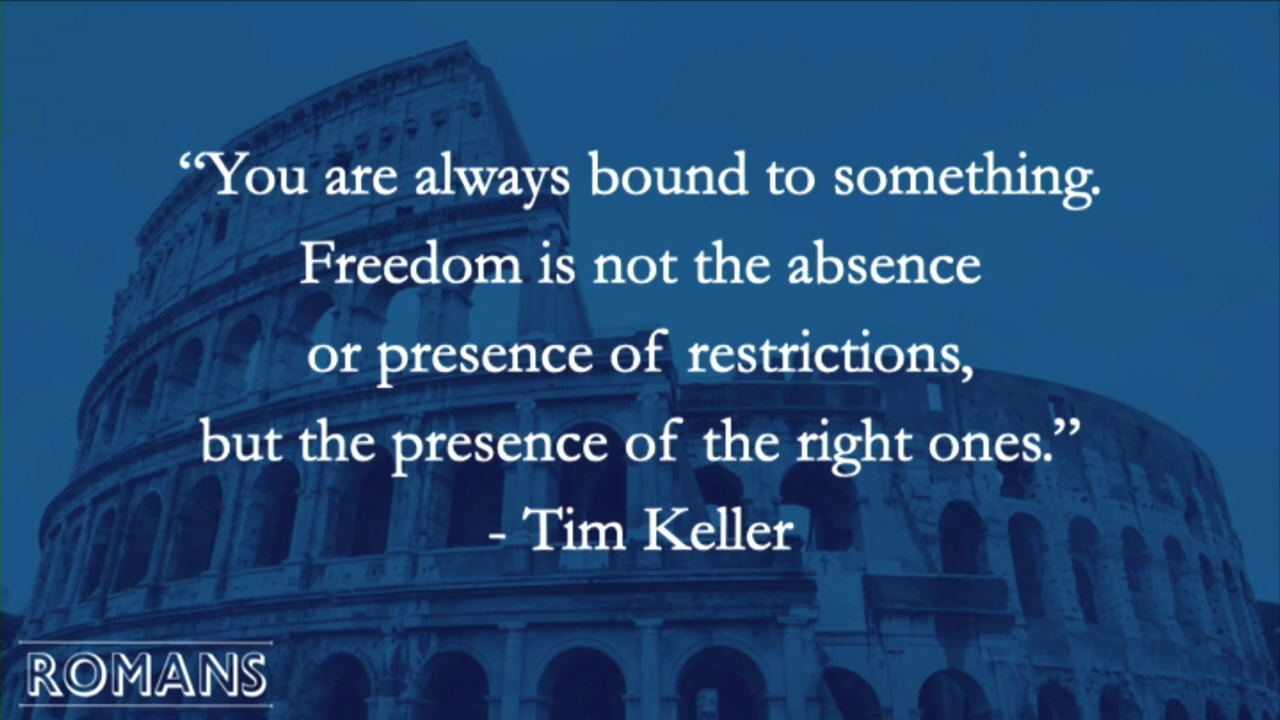 “You are always bound to something.
Freedom is not the absence
or presence of restrictions,
but the presence of the right ones.”
- Tim Keller
ROMANS